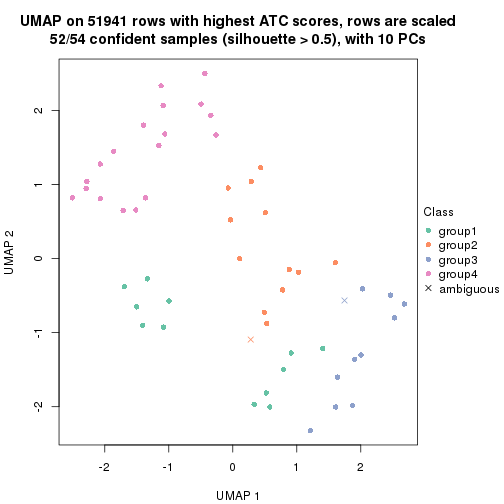 UMAP on 51941 rows with highest ATC scores, rows are scaled
52/54 confident samples (silhouette > 0.5), with 10 PCs
2
1
0
-1
-2
UMAP 2
-2
-1
0
1
2
UMAP 1
Class
group1
group2
group3
group4
ambiguous